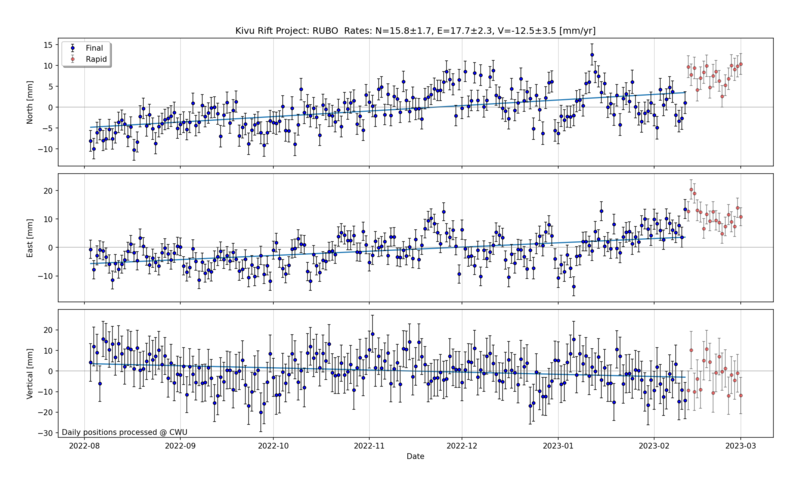 Kivu Rift Project: RUBO Rates: N=15.8±1.7, E=17.7±2.3, V=-12.5±3.5 [mm/yr]
Final
Rapid
North [mm]
15
10
5
0
−5
−10
East [mm]
20
10
0
−10
Vertical [mm]
20
10
0
−10
−20
−30
Daily positions processed @ CWU
2022-08 2022-09 2022-10 2022-11 2022-12 2023-01 2023-02 2023-03
Date